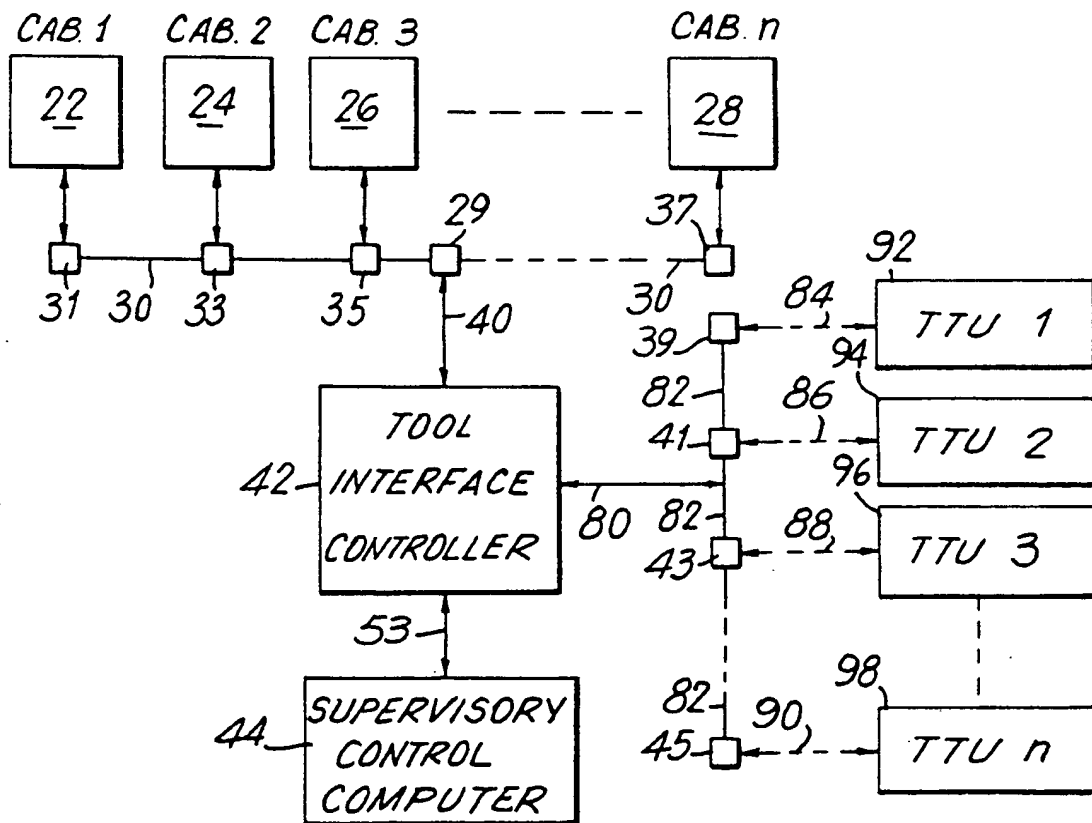 CAB. 1 CAB. 2 CAB. 3 CAB. n
22 24 26 28
29 37
31 30 33 35 30
40
92
84 TTU 1
39
94
82 86 TTU 2
41
96
TOOL
42 INTERFACE
CONTROLLER
80
82 88 TTU 3
43
53
98
82 90 TTU n
45
44 SUPERVISORY
CONTROL
COMPUTER